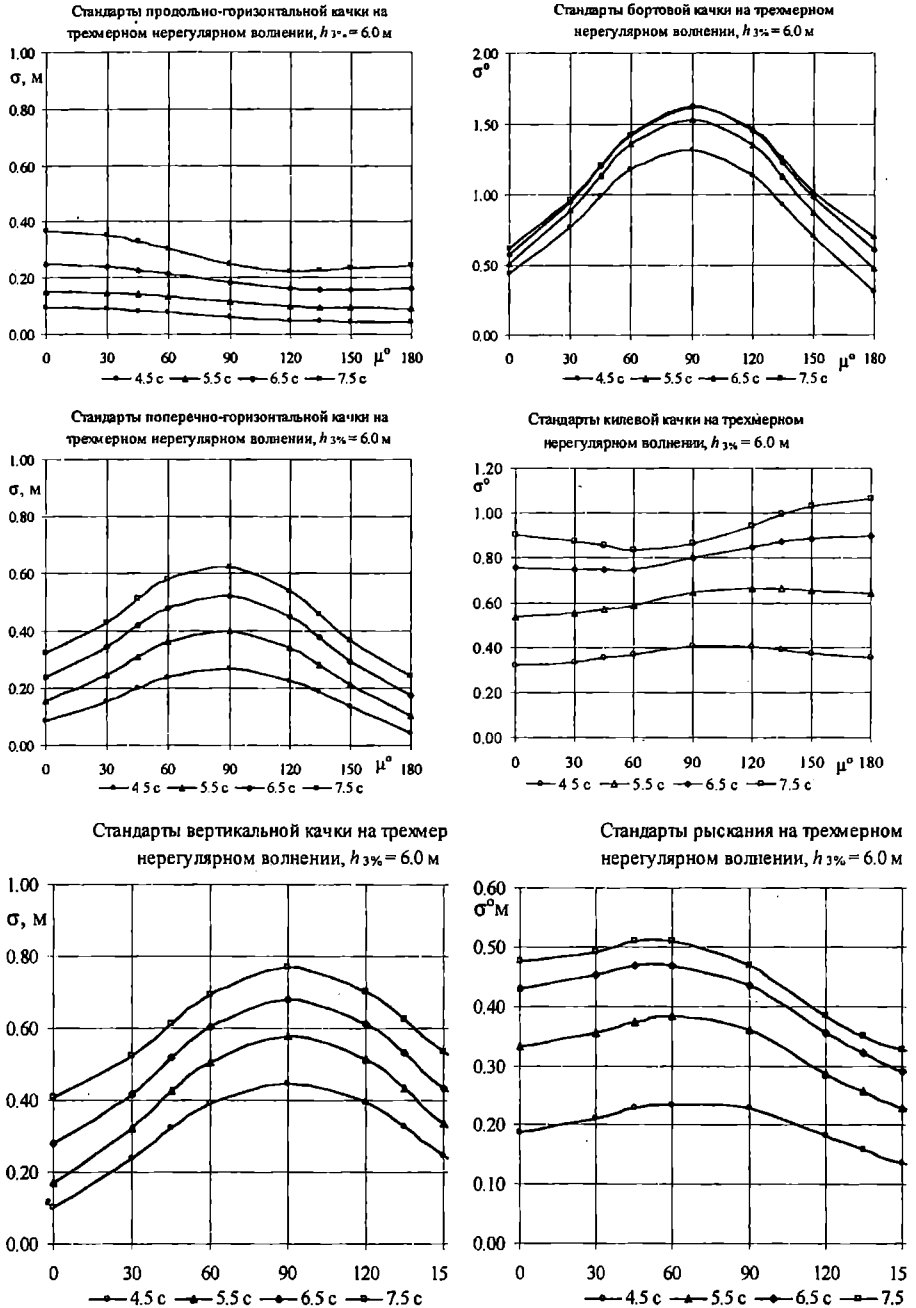 Стандарты продольно-горизонтальной качки на
трехмерном нерегулярном волнении, h 3% = 6.0 м
1.00
σ, м
0.80
0.60
0.40
0.20
0.00
0 30 60 90 120 150 μ° 180
4.5 с 5.5 с 6.5 с 7.5 с
Стандарты бортовой качки на трехмерном
нерегулярном волнении, h 3% = 6.0 м
2.00
σ°
1.50
1.00
0.50
0.00
0 30 60 90 120 150 μ° 180
4.5 с 5.5 с 6.5 с 7.5 с
Стандарты поперечно-горизонтальной качки на
трехмерном нерегулярном волнении, h 3% = 6.0 м
1.00
σ, м
0.80
0.60
0.40
0.20
0.00
0 30 60 90 120 150 μ° 180
4.5 с 5.5 с 6.5 с 7.5 с
Стандарты килевой качки на трехмерном
нерегулярном волнении, h 3% = 6.0 м
1.20
σ°
1.00
0.80
0.60
0.40
0.20
0.00
0 30 60 90 120 150 μ° 180
4.5 с 5.5 с 6.5 с 7.5 с
Стандарты вертикальной качки на трехмер
нерегулярном волнении, h 3% = 6.0 м
1.00
σ, м
0.80
0.60
0.40
0.20
0.00
0 30 60 90 120 15
4.5 с 5.5 с 6.5 с 7.5 с
Стандарты рыскания на трехмерном
нерегулярном волнении, h 3% = 6.0 м
0.60
σ°м
0.50
0.40
0.30
0.20
0.10
0.00
0 30 60 90 120 15
4.5 с 5.5 с 6.5 с 7.5